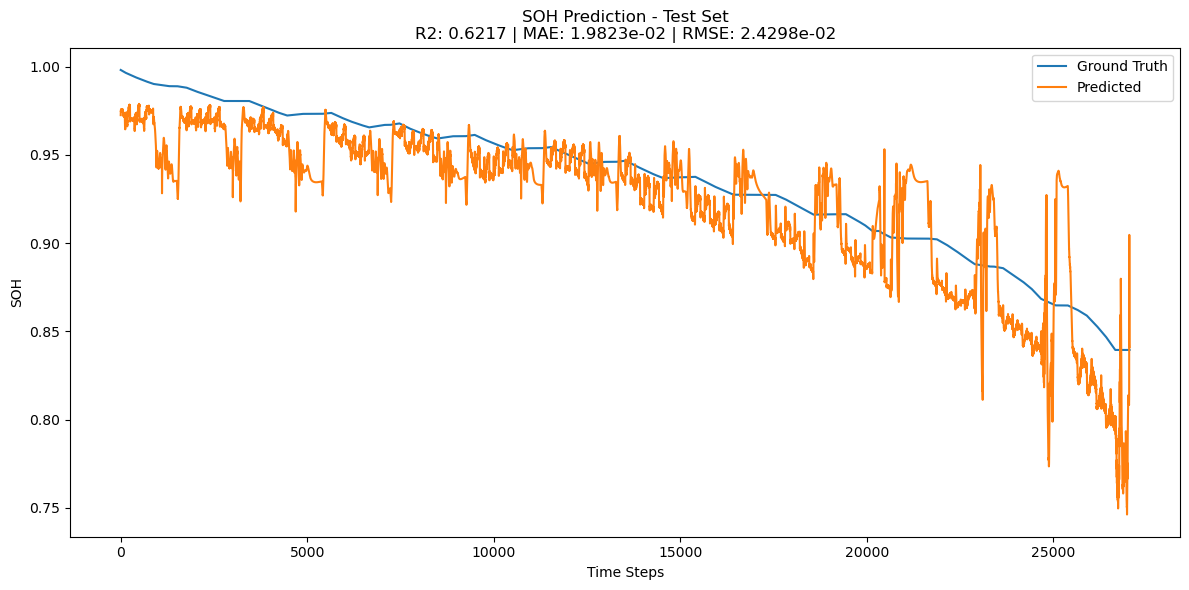 SOH Prediction - Test Set
R2: 0.6217 | MAE: 1.9823e-02 | RMSE: 2.4298e-02
Ground Truth
Predicted
SOH
1.00
0.95
0.90
0.85
0.80
0.75
0 5000 10000 15000 20000 25000
Time Steps